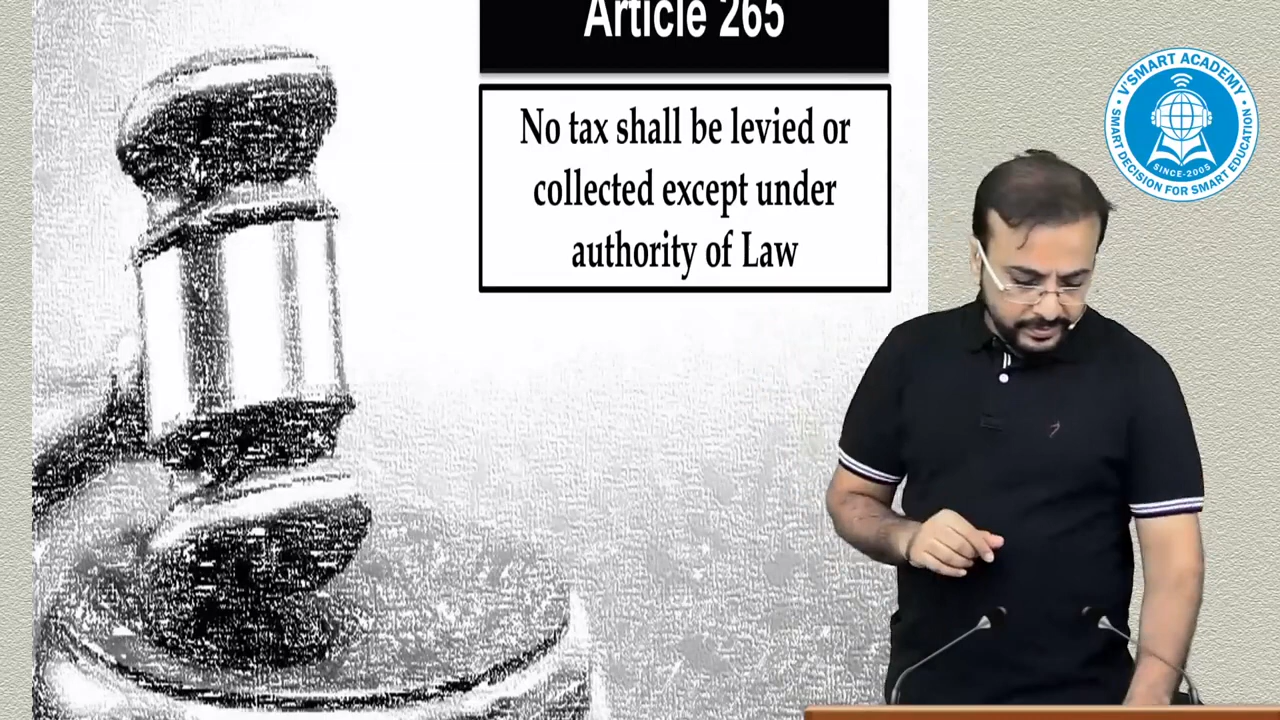 Article 265
No tax shall be levied or
collected except under
authority of Law
V'SMART ACADEMY
SINCE-2005
SMART DECISION FOR SMART EDUCATION